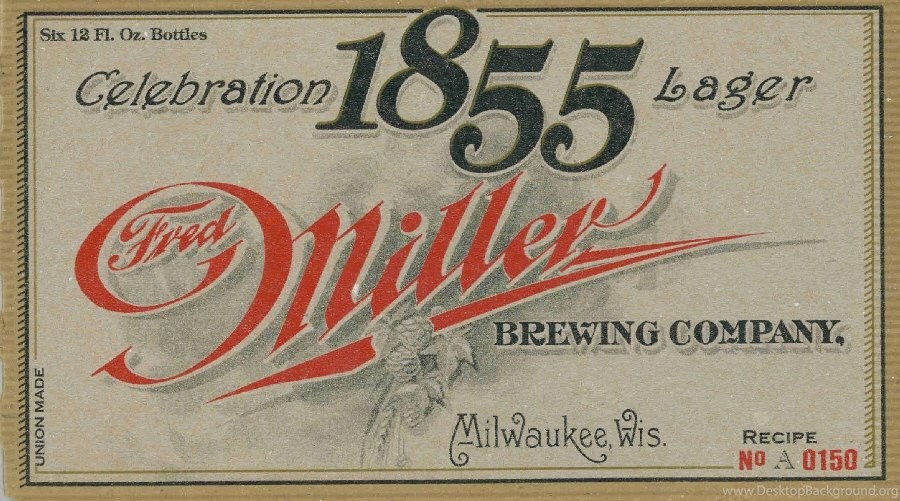 Six 12 Fl. Oz. Bottles
Celebration 1855 Lager
Fred
Miller
BREWING COMPANY,
Milwaukee, Wis.
UNION MADE
RECIPE
No A 0150
www.DesktopBackground.org